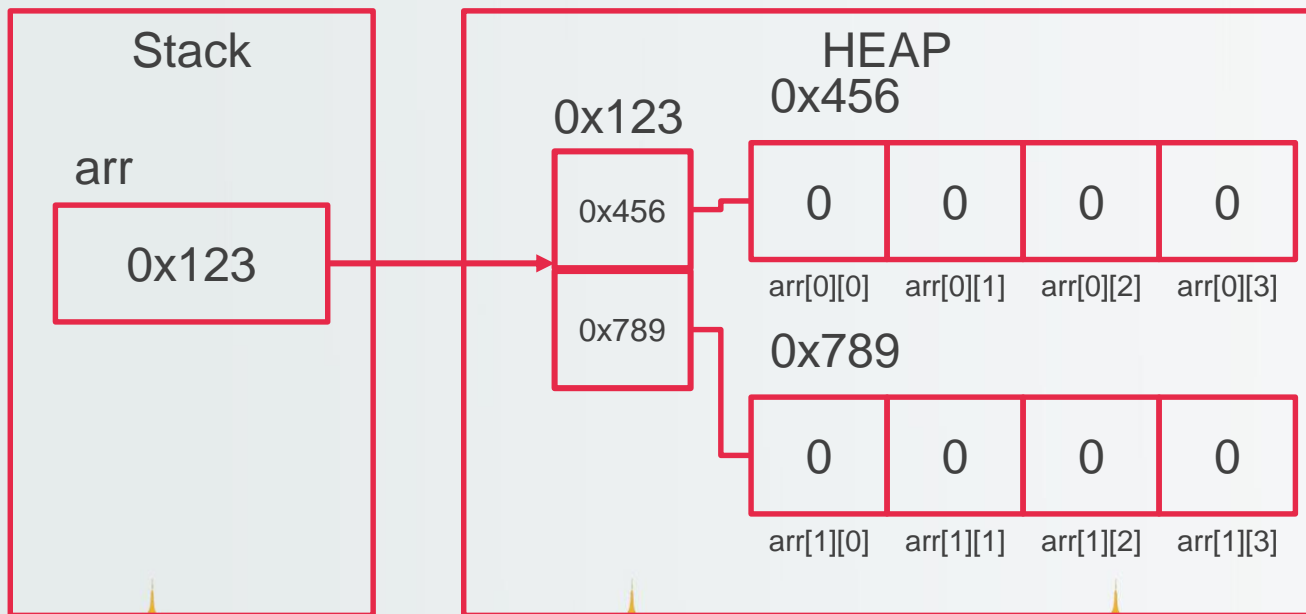 Stack
arr
0x123
HEAP
0x123
0x456
0x789
0x456
0 0 0 0
arr[0][0] arr[0][1] arr[0][2] arr[0][3]
0x789
0 0 0 0
arr[1][0] arr[1][1] arr[1][2] arr[1][3]